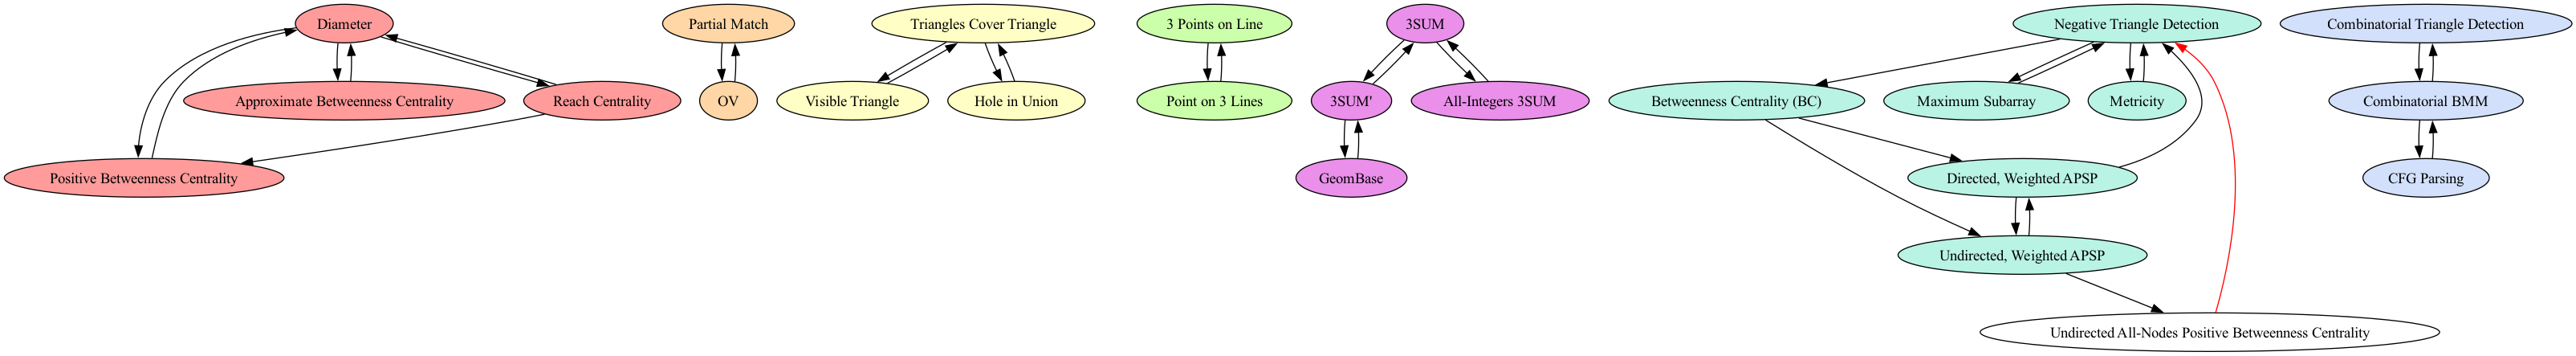 Diameter
Partial Match
Triangles Cover Triangle
3 Points on Line
3SUM
Negative Triangle Detection
Combinatorial Triangle Detection
Approximate Betweenness Centrality
Reach Centrality
OV
Visible Triangle
Hole in Union
Point on 3 Lines
3SUM'
All-Integers 3SUM
Betweenness Centrality (BC)
Maximum Subarray
Metricity
Combinatorial BMM
Positive Betweenness Centrality
GeomBase
Directed, Weighted APSP
CFG Parsing
Undirected, Weighted APSP
Undirected All-Nodes Positive Betweenness Centrality